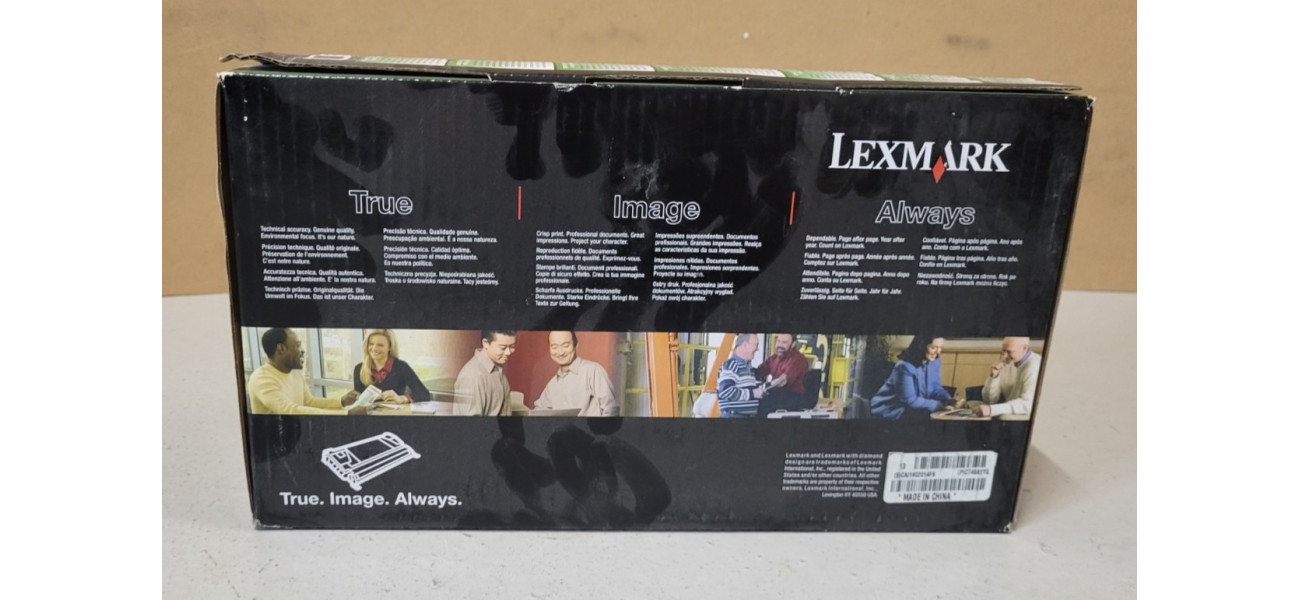 LEXMARK
True
Image
Always
Technical accuracy. Genuine quality.
Environmental focus. It's our nature.
Précision technique. Qualité originale.
Préservation de l'environnement.
C'est notre nature.
Accuratezza tecnica. Qualità autentica.
Attenzione all'ambiente. E' la nostra natura.
Technisch präzise. Originalqualität. Die
Umwelt im Fokus. Das ist unser Charakter.
Precisão técnica. Qualidade genuína.
Preocupação ambiental. É a nossa natureza.
Precisión técnica. Calidad óptima.
Compromiso con el medio ambiente.
Es nuestra política.
Techniczna precyzja. Niepodrabiana jakość.
Troska o środowisko naturalne. Tacy jesteśmy.
Crisp print. Professional documents. Great
impressions. Project your character.
Reproduction fidèle. Documents
professionnels de qualité. Exprimez-vous.
Stampe brillanti. Documenti professionali.
Copie di sicuro effetto. Crea la tua immagine
professionale.
Scharfe Ausdrucke. Professionelle
Dokumente. Starke Eindrücke. Bringt Ihre
Texte zur Geltung.
Impressões surpreendentes. Documentos
profissionais. Grandes impressões. Realça
as características da sua impressão.
Impresiones nítidas. Documentos
profesionales. Impresiones sorprendentes.
Proyecte su imagen.
Ostry druk. Profesjonalna jakość
dokumentów. Atrakcyjny wygląd.
Pokaż swój charakter.
Dependable. Page after page. Year after
year. Count on Lexmark.
Fiable. Page après page. Année après année.
Comptez sur Lexmark.
Attendibile. Pagina dopo pagina. Anno dopo
anno. Conta su Lexmark.
Zuverlässig. Seite für Seite. Jahr für Jahr.
Zählen Sie auf Lexmark.
Confiável. Página após página. Ano após
ano. Conte com a Lexmark.
Fiable. Página tras página. Año tras año.
Confíe en Lexmark.
Niezawodność. Strona za stroną. Rok po
roku. Na firmę Lexmark można liczyć.
True. Image. Always.
Lexmark and Lexmark with diamond
design are trademarks of Lexmark
International, Inc., registered in the United
States and/or other countries. All other
trademarks are property of their respective
owners. Lexmark International, Inc.,
Lexington KY 40550 USA
13
* MADE IN CHINA *